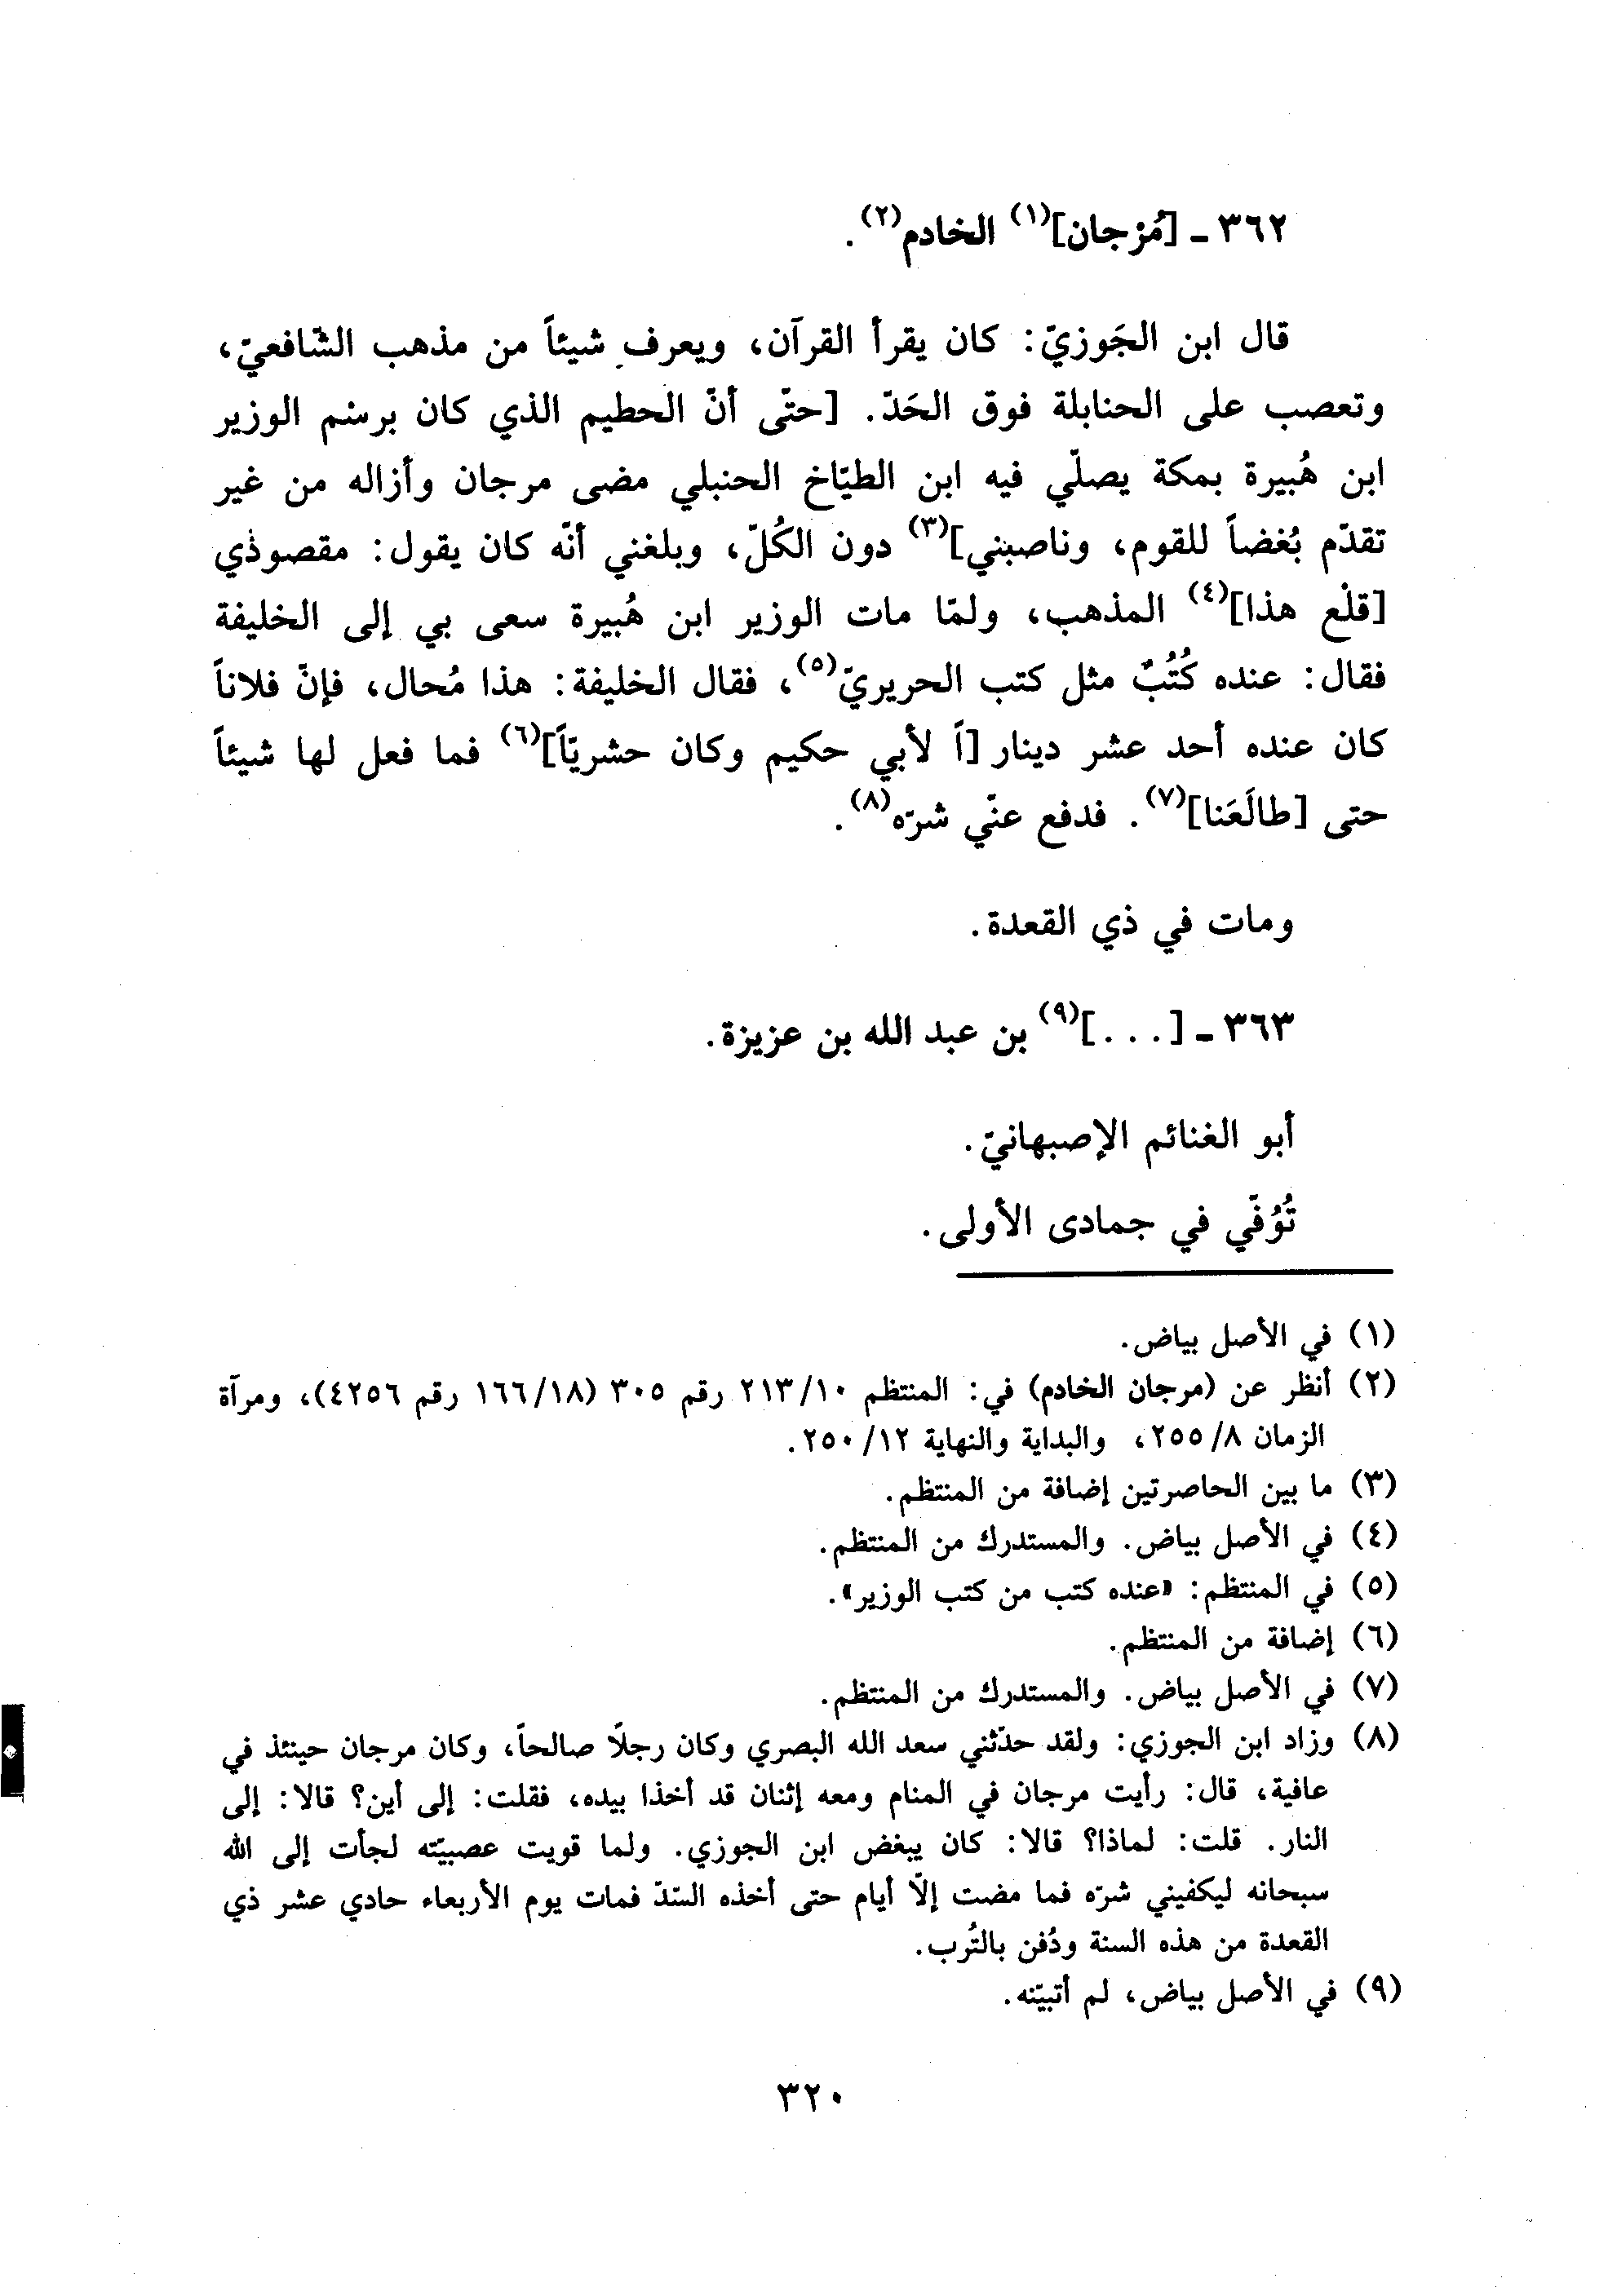 ٣٦٢ ـ [مُرْجان](١) الخادم(٢).
قال ابن الجَوزيّ: كان يقرأ القرآن، ويعرف شيئاً من مذهب الشّافعيّ،
وتعصب على الحنابلة فوق الحَدّ. [حتّى أنّ الحطيم الذي كان برسْم الوزير
ابن هُبيرة بمكة يصلّي فيه ابن الطبّاخ الحنبلي مضى مرجان وأزاله من غير
تقدّم بُغضاً للقوم، وناصبني](٣) دون الكُلّ، وبلغني أنّه كان يقول: مقصوذي
[قلْع هذا](٤) المذهب، ولمّا مات الوزير ابن هُبيرة سعى بي إلى الخليفة
فقال: عنده كُتُبٌ مثل كتب الحريريّ(٥)، فقال الخليفة: هذا مُحال، فإنّ فلاناً
كان عنده أحد عشر دينار [اً لأبي حكيم وكان حشريّاً](٦) فما فعل لها شيئاً
حتى [طالَعَنا](٧). فدفع عنّي شرّه(٨).
ومات في ذي القعدة.
٣٦٣ ـ [...](٩) بن عبد الله بن عزيزة.
أبو الغنائم الإصبهانيّ.
تُوُفّي في جمادى الأولى.
(١) في الأصل بياض.
(٢) أنظر عن (مرجان الخادم) في: المنتظم ٢١٣/١٠ رقم ٣٠٥ (١٦٦/١٨ رقم ٤٢٥٦)، ومرآة
الزمان ٢٥٥/٨، والبداية والنهاية ٢٥٠/١٢.
(٣) ما بين الحاصرتين إضافة من المنتظم.
(٤) في الأصل بياض. والمستدرك من المنتظم.
(٥) في المنتظم: «عنده كتب من كتب الوزير».
(٦) إضافة من المنتظم.
(٧) في الأصل بياض. والمستدرك من المنتظم.
(٨) وزاد ابن الجوزي: ولقد حدّثني سعد الله البصري وكان رجلًا صالحاً، وكان مرجان حينئذ في
عافية، قال: رأيت مرجان في المنام ومعه إثنان قد أخذا بيده، فقلت: إلى أين؟ قالا: إلى
النار. قلت: لماذا؟ قالا: كان يبغض ابن الجوزي. ولما قويت عصبيّته لجأت إلى الله
سبحانه ليكفيني شرّه فما مضت إلّا أيام حتى أخذه السّدّ فمات يوم الأربعاء حادي عشر ذي
القعدة من هذه السنة ودُفن بالتُرب.
(٩) في الأصل بياض، لم أتبيّنه.
٣٢٠